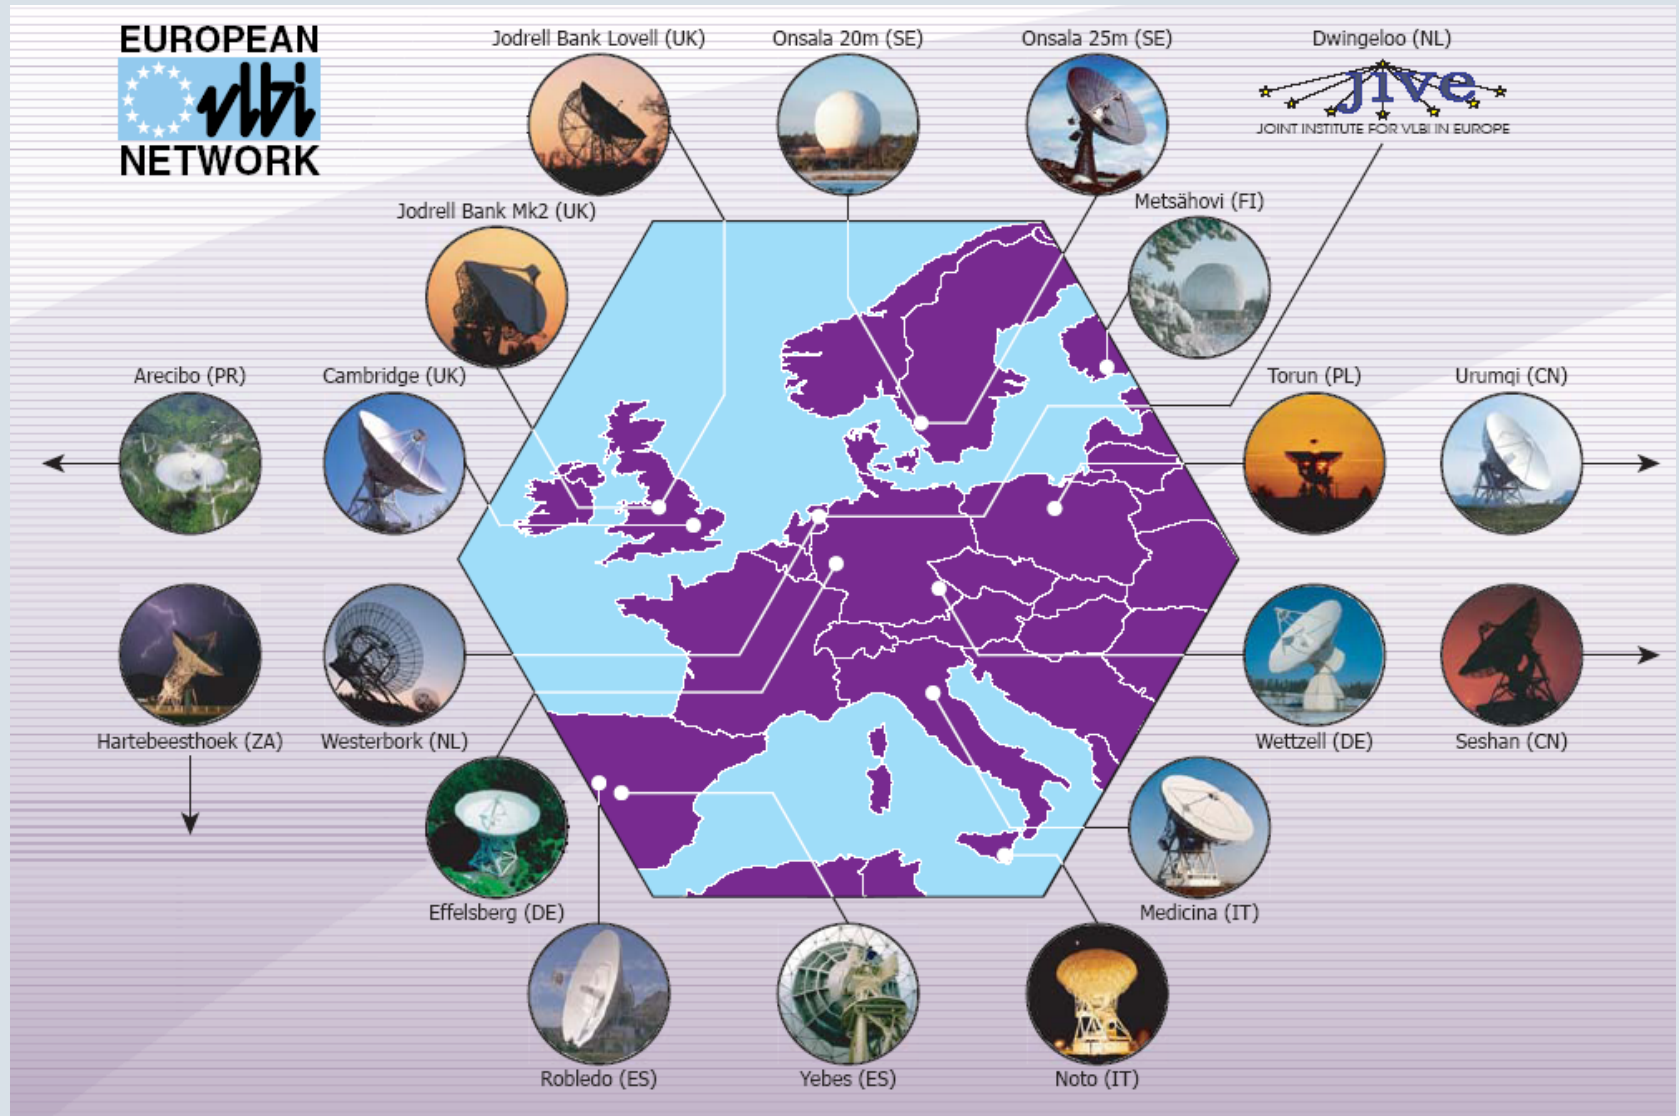 EUROPEAN
vlbi
NETWORK
Jodrell Bank Lovell (UK)
Onsala 20m (SE)
Onsala 25m (SE)
Dwingeloo (NL)
jive
JOINT INSTITUTE FOR VLBI IN EUROPE
Jodrell Bank Mk2 (UK)
Metsähovi (FI)
Arecibo (PR)
Cambridge (UK)
Torun (PL)
Urumqi (CN)
Hartebeesthoek (ZA)
Westerbork (NL)
Wettzell (DE)
Seshan (CN)
Effelsberg (DE)
Medicina (IT)
Robledo (ES)
Yebes (ES)
Noto (IT)